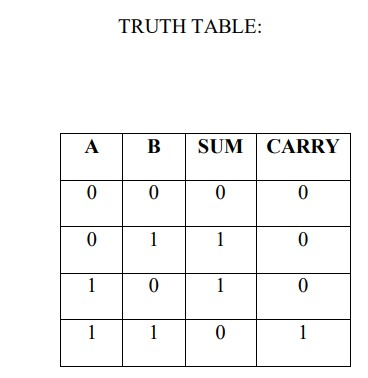 TRUTH TABLE:
A B SUM CARRY
0 0 0 0
0 1 1 0
1 0 1 0
1 1 0 1